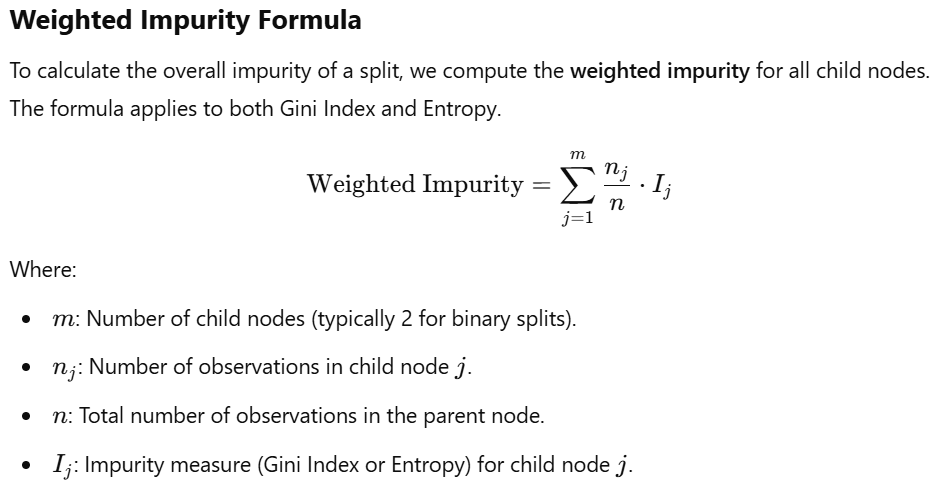 Weighted Impurity Formula
To calculate the overall impurity of a split, we compute the weighted impurity for all child nodes.
The formula applies to both Gini Index and Entropy.
Weighted Impurity = \sum_{j=1}^{m} \frac{n_j}{n} \cdot I_j
Where:
• m: Number of child nodes (typically 2 for binary splits).
• n_j: Number of observations in child node j.
• n: Total number of observations in the parent node.
• I_j: Impurity measure (Gini Index or Entropy) for child node j.